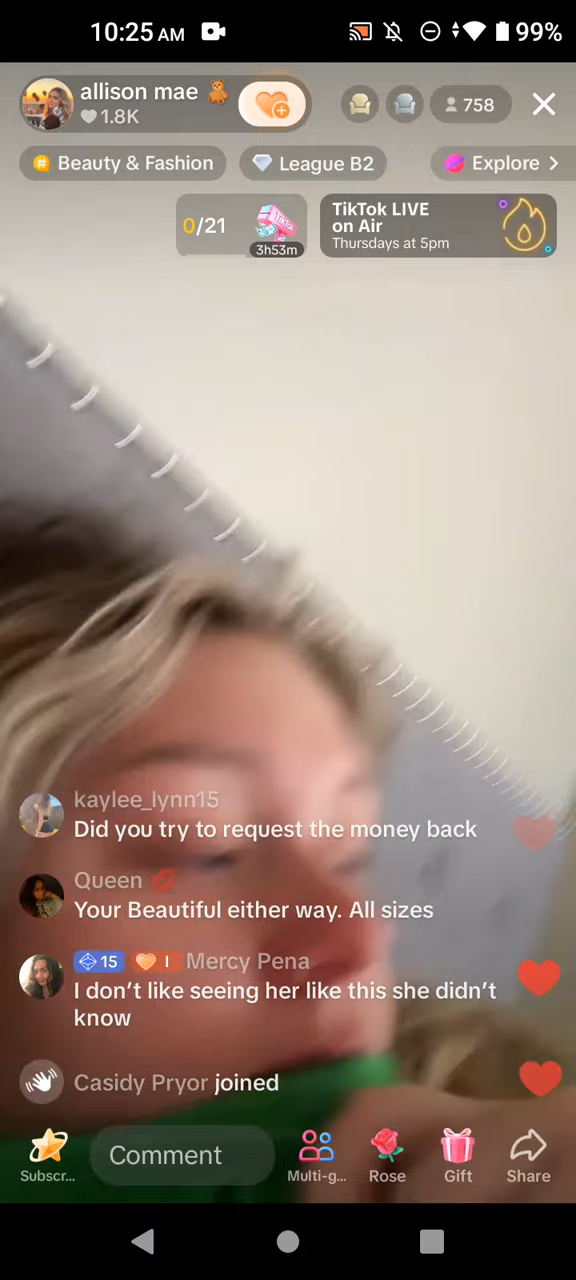 10:25 AM
99%
allison mae
1.8K
758
Beauty & Fashion
League B2
Explore >
0/21
TikTok
3h53m
TikTok LIVE
on Air
Thursdays at 5pm
kaylee_lynn15
Did you try to request the money back
Queen
Your Beautiful either way. All sizes
15
I
Mercy Pena
I don't like seeing her like this she didn't
know
Casidy Pryor joined
Subscr...
Comment
Multi-g...
Rose
Gift
Share